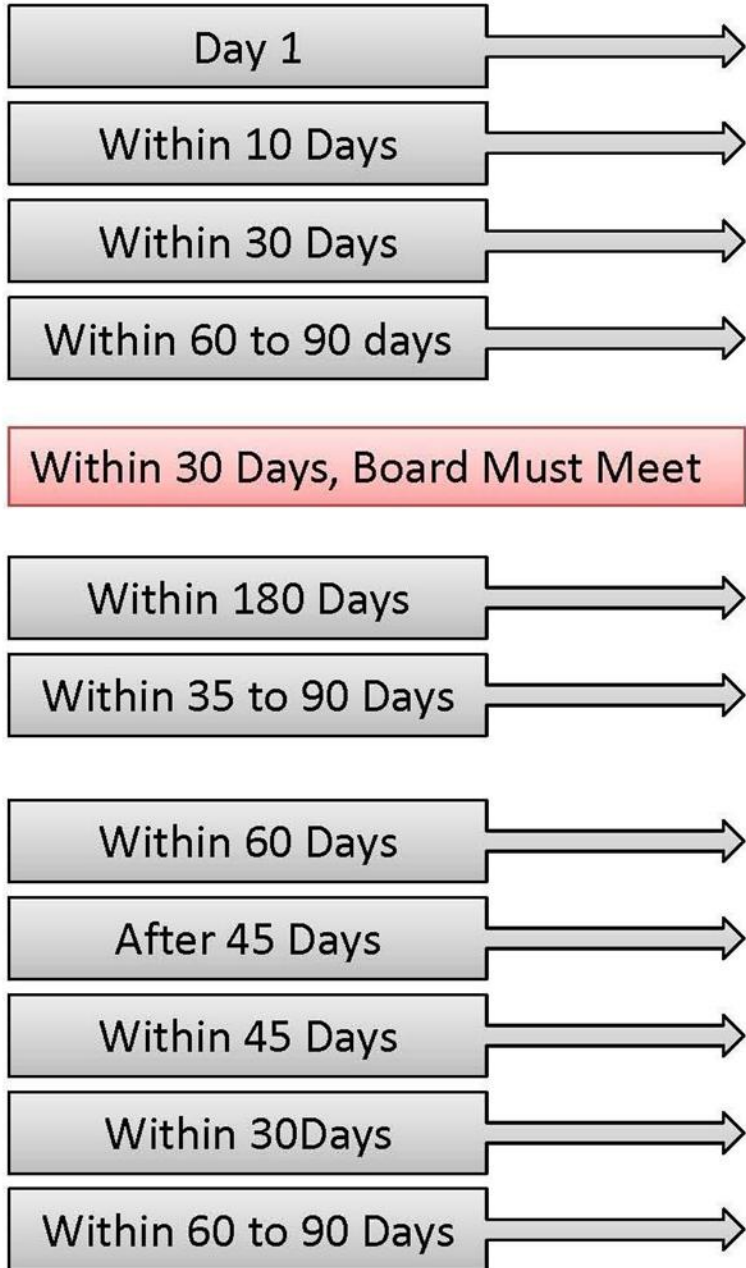 Day 1
Within 10 Days
Within 30 Days
Within 60 to 90 days
Within 30 Days, Board Must Meet
Within 180 Days
Within 35 to 90 Days
Within 60 Days
After 45 Days
Within 45 Days
Within 30Days
Within 60 to 90 Days